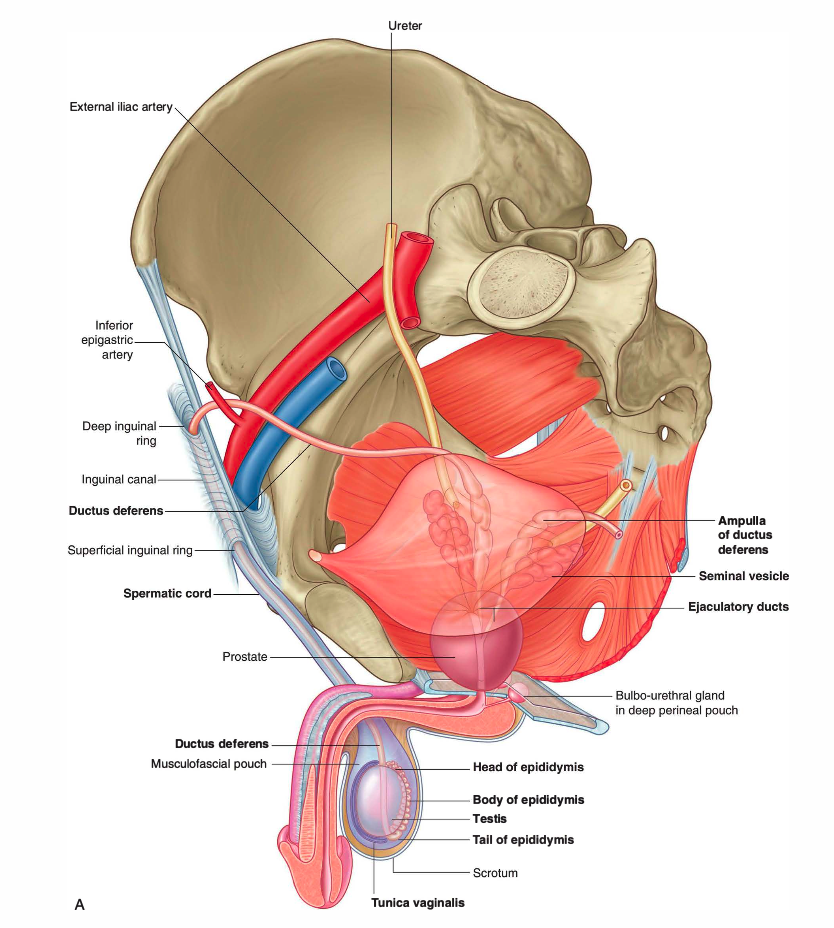 Ureter
External iliac artery
Inferior
epigastric
artery
Deep inguinal
ring
Inguinal canal
Ductus deferens
Superficial inguinal ring
Spermatic cord
Ampulla
of ductus
deferens
Seminal vesicle
Ejaculatory ducts
Prostate
Bulbo-urethral gland
in deep perineal pouch
Ductus deferens
Musculofascial pouch
Head of epididymis
Body of epididymis
Testis
Tail of epididymis
Scrotum
Tunica vaginalis
A